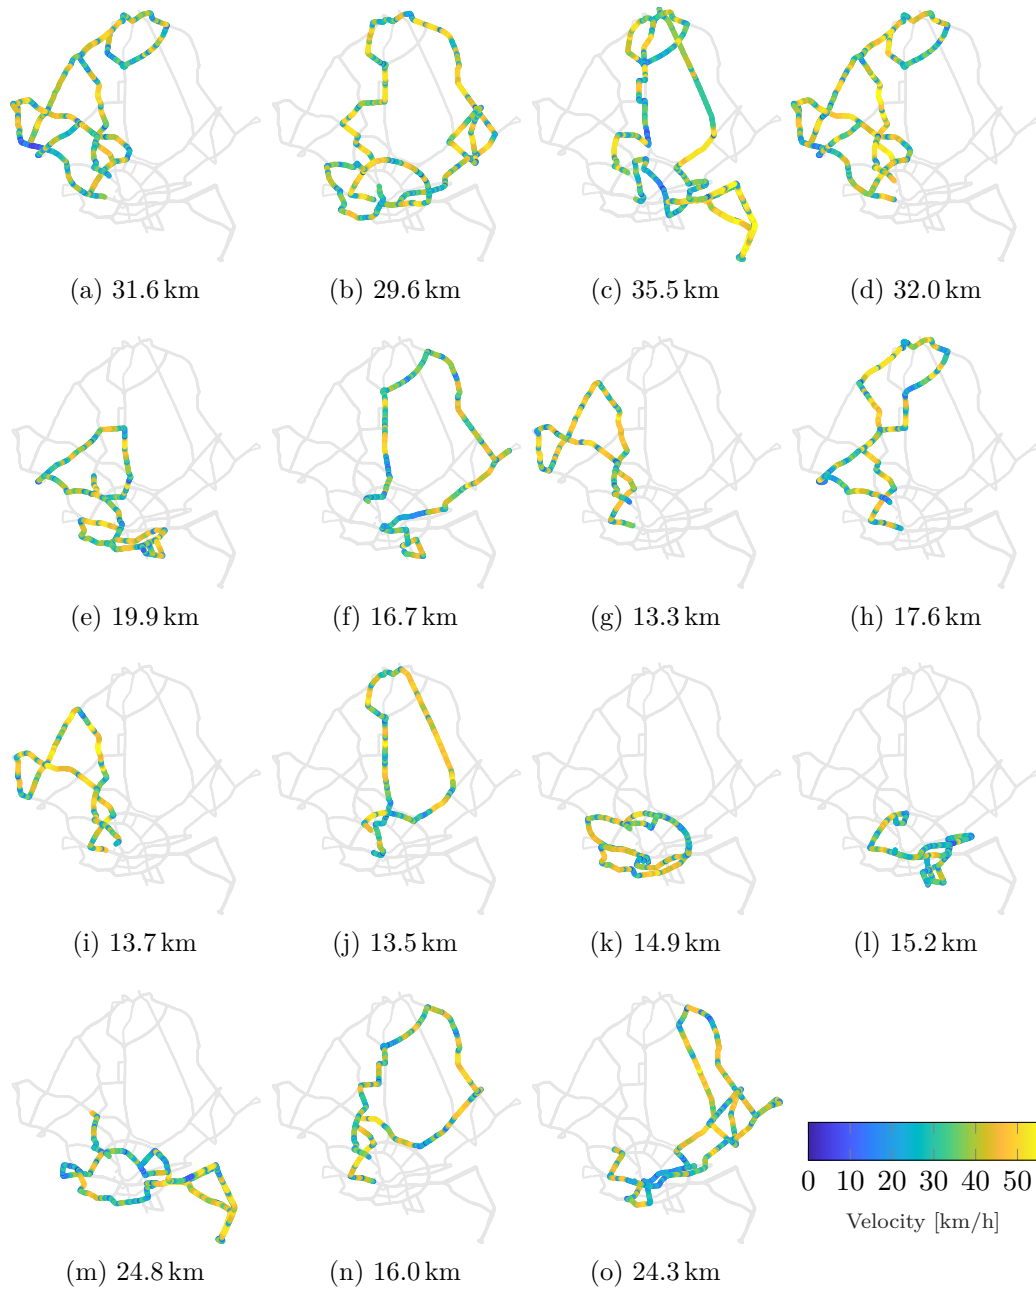 (a) 31.6 km
(b) 29.6 km
(c) 35.5 km
(d) 32.0 km
(e) 19.9 km
(f) 16.7 km
(g) 13.3 km
(h) 17.6 km
(i) 13.7 km
(j) 13.5 km
(k) 14.9 km
(l) 15.2 km
(m) 24.8 km
(n) 16.0 km
(o) 24.3 km
0 10 20 30 40 50
Velocity [km/h]